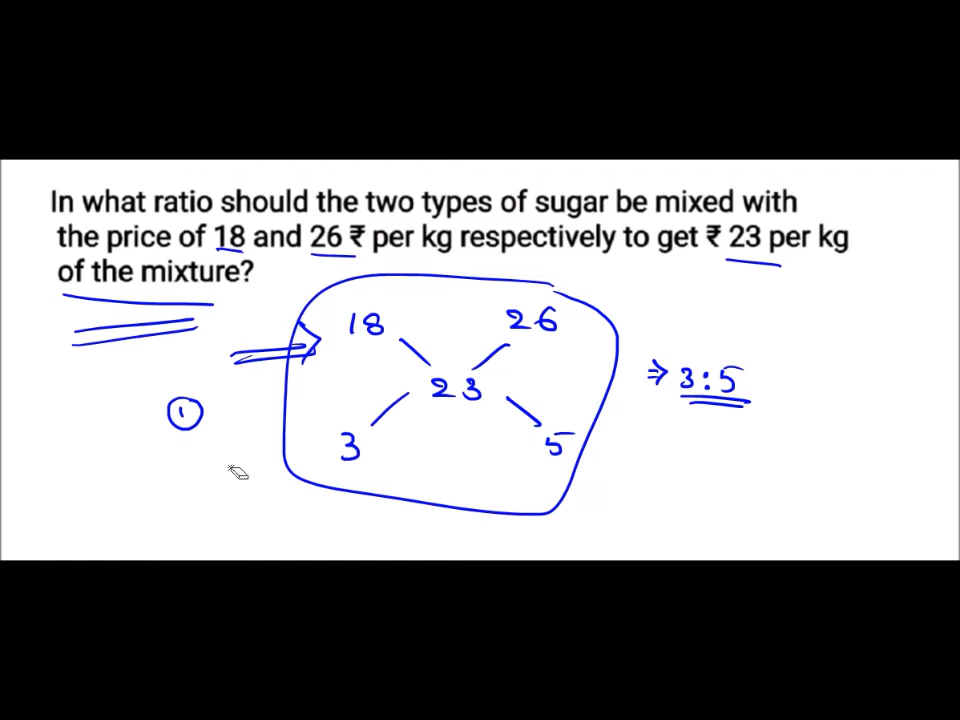 In what ratio should the two types of sugar be mixed with
the price of 18 and 26 ₹ per kg respectively to get ₹ 23 per kg
of the mixture?
18 26
23 ⇒ 3:5
①
3 5